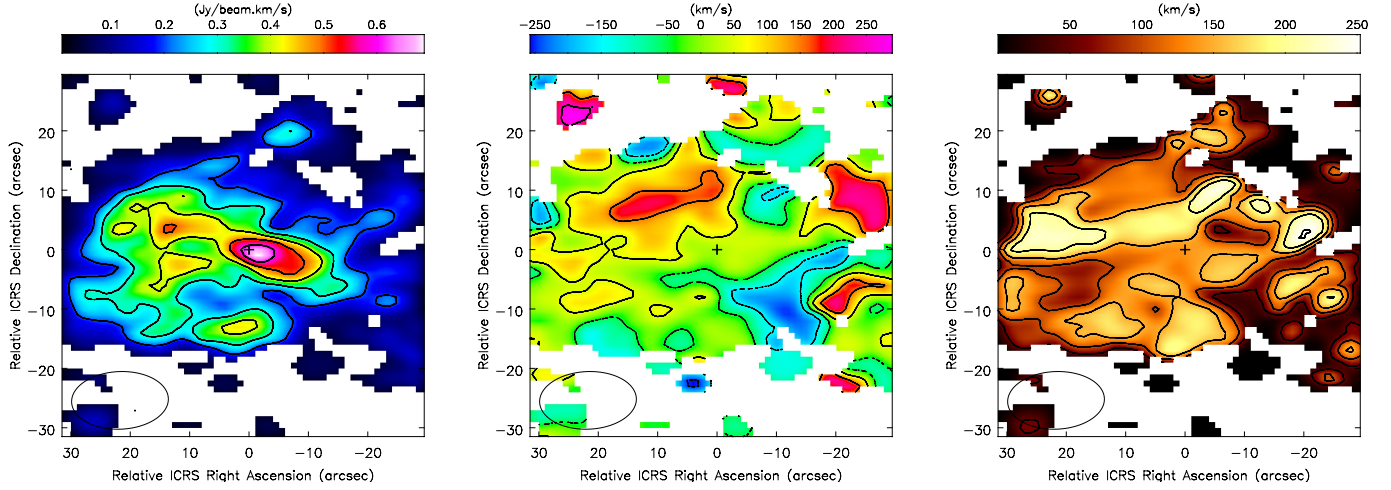 (Jy/beam.km/s)
0.1 0.2 0.3 0.4 0.5 0.6
Relative ICRS Declination (arcsec)
20
10
0
−10
−20
−30
30 20 10 0 −10 −20
Relative ICRS Right Ascension (arcsec)
(km/s)
−250 −150 −50 0 50 100 150 200 250
Relative ICRS Declination (arcsec)
20
10
0
−10
−20
−30
30 20 10 0 −10 −20
Relative ICRS Right Ascension (arcsec)
(km/s)
50 100 150 200 250
Relative ICRS Declination (arcsec)
20
10
0
−10
−20
−30
30 20 10 0 −10 −20
Relative ICRS Right Ascension (arcsec)